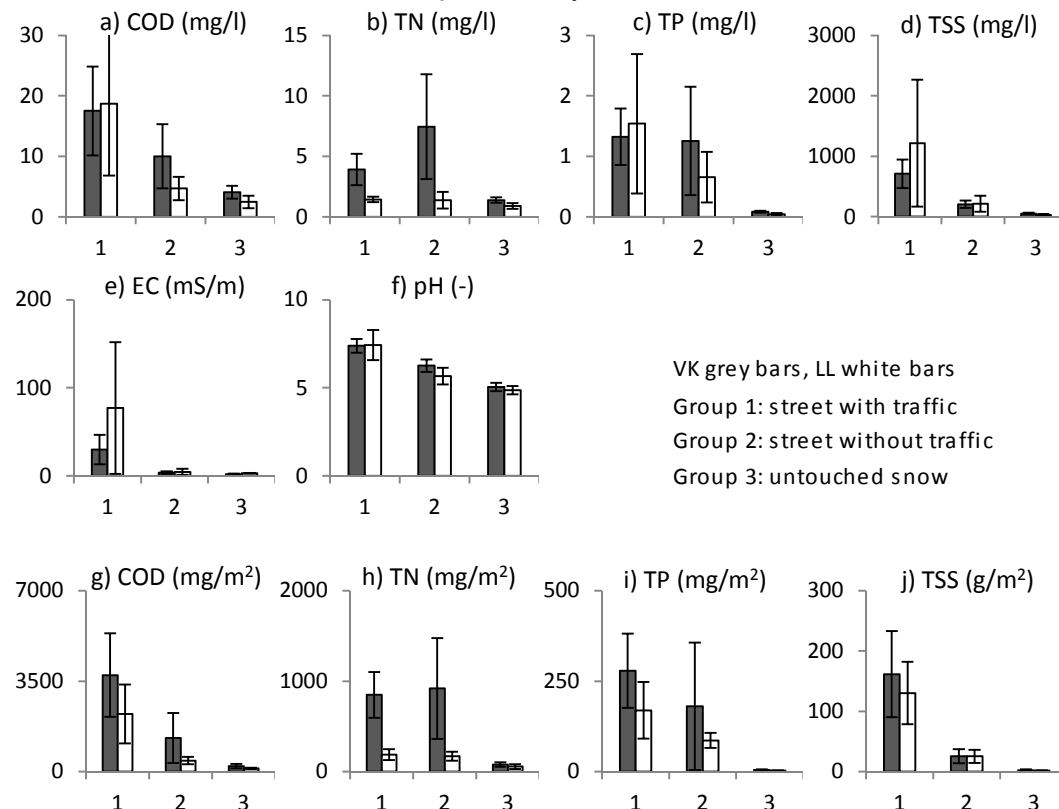 a) COD (mg/l) b) TN (mg/l) c) TP (mg/l) d) TSS (mg/l)
30 15 3 3000
20 10 2 2000
10 5 1 1000
0 0 0 0
1 2 3 1 2 3 1 2 3 1 2 3
e) EC (mS/m) f) pH (-)
200 10
100 5
0 0
1 2 3 1 2 3
VK grey bars, LL white bars
Group 1: street with traffic
Group 2: street without traffic
Group 3: untouched snow
g) COD (mg/m²) h) TN (mg/m²) i) TP (mg/m²) j) TSS (g/m²)
7000 2000 500 300
200
3500 1000 250
100
0 0 0 0
1 2 3 1 2 3 1 2 3 1 2 3